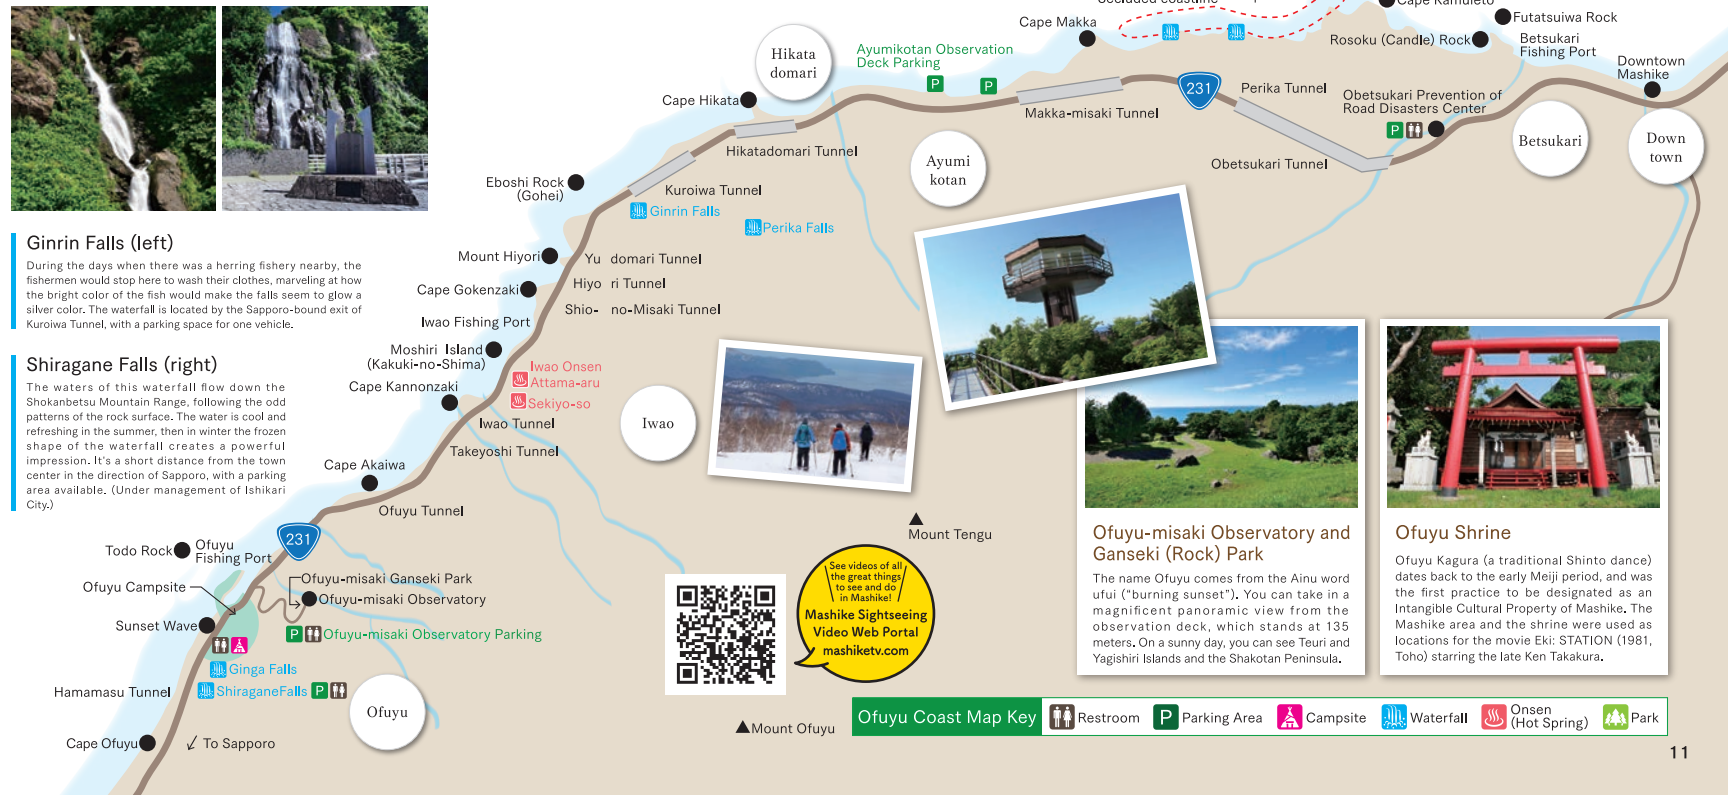 Ginrin Falls (left)
During the days when there was a herring fishery nearby, the
fishermen would stop here to wash their clothes, marveling at how
the bright color of the fish would make the falls seem to glow a
silver color. The waterfall is located by the Sapporo-bound exit of
Kuroiwa Tunnel, with a parking space for one vehicle.
Shiragane Falls (right)
The waters of this waterfall flow down the
Shokanbetsu Mountain Range, following the odd
patterns of the rock surface. The water is cool and
refreshing in the summer, then in winter the frozen
shape of the waterfall creates a powerful
impression. It's a short distance from the town
center in the direction of Sapporo, with a parking
area available. (Under management of Ishikari
City.)
Cape Makka
Futatsuiwa Rock
Rosoku (Candle) Rock
Betsukari
Fishing Port
Downtown
Mashike
Hikata
domari
Ayumikotan Observation
Deck Parking
P
P
231
Perika Tunnel
Cape Hikata
Makka-misaki Tunnel
Obetsukari Prevention of
Road Disasters Center
P
Betsukari
Down
town
Hikatadomari Tunnel
Ayumi
kotan
Obetsukari Tunnel
Eboshi Rock
(Gohei)
Kuroiwa Tunnel
Ginrin Falls
Perika Falls
Mount Hiyori
Yu domari Tunnel
Cape Gokenzaki
Hiyo ri Tunnel
Shio- no-Misaki Tunnel
Iwao Fishing Port
Moshiri Island
(Kakuki-no-Shima)
Iwao Onsen
Attama-aru
Cape Kannonzaki
Sekiyo-so
Iwao Tunnel
Iwao
Takeyoshi Tunnel
Cape Akaiwa
Ofuyu Tunnel
Mount Tengu
231
Todo Rock
Ofuyu
Fishing Port
Ofuyu Campsite
Ofuyu-misaki Ganseki Park
Ofuyu-misaki Observatory
Sunset Wave
P
Ofuyu-misaki Observatory Parking
Ginga Falls
Hamamasu Tunnel
ShiraganeFalls
P
Ofuyu
Cape Ofuyu
To Sapporo
Mount Ofuyu
See videos of all
the great things
to see and do
in Mashike!
Mashike Sightseeing
Video Web Portal
mashiketv.com
Ofuyu-misaki Observatory and
Ganseki (Rock) Park
The name Ofuyu comes from the Ainu word
ufui ("burning sunset"). You can take in a
magnificent panoramic view from the
observation deck, which stands at 135
meters. On a sunny day, you can see Teuri and
Yagishiri Islands and the Shakotan Peninsula.
Ofuyu Shrine
Ofuyu Kagura (a traditional Shinto dance)
dates back to the early Meiji period, and was
the first practice to be designated as an
Intangible Cultural Property of Mashike. The
Mashike area and the shrine were used as
locations for the movie Eki: STATION (1981,
Toho) starring the late Ken Takakura.
Ofuyu Coast Map Key
Restroom
P
Parking Area
Campsite
Waterfall
Onsen
(Hot Spring)
Park
11